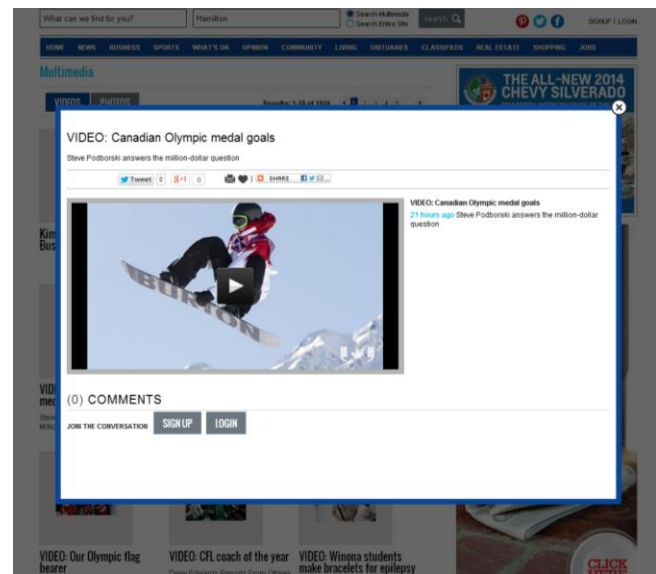 What can we find for you?
Hamilton
Search Multimedia
Search Entire Site
search
SIGNUP | LOGIN
HOME NEWS BUSINESS SPORTS WHAT'S ON OPINION COMMUNITY LIVING OBITUARIES CLASSIFIEDS REAL ESTATE SHOPPING JOBS
Multimedia
VIDEOS PHOTOS
THE ALL-NEW 2014
CHEVY SILVERADO
VIDEO: Canadian Olympic medal goals
Steve Podborski answers the million-dollar question
Tweet 0 +1 0 SHARE
BURTON
VIDEO: Canadian Olympic medal goals
21 hours ago Steve Podborski answers the million-dollar
question
Kim
Bus
VID
med
(0) COMMENTS
JOIN THE CONVERSATION SIGN UP LOGIN
VIDEO: Our Olympic flag
bearer
VIDEO: CFL coach of the year
VIDEO: Winona students
make bracelets for epilepsy
CLICK
HERE